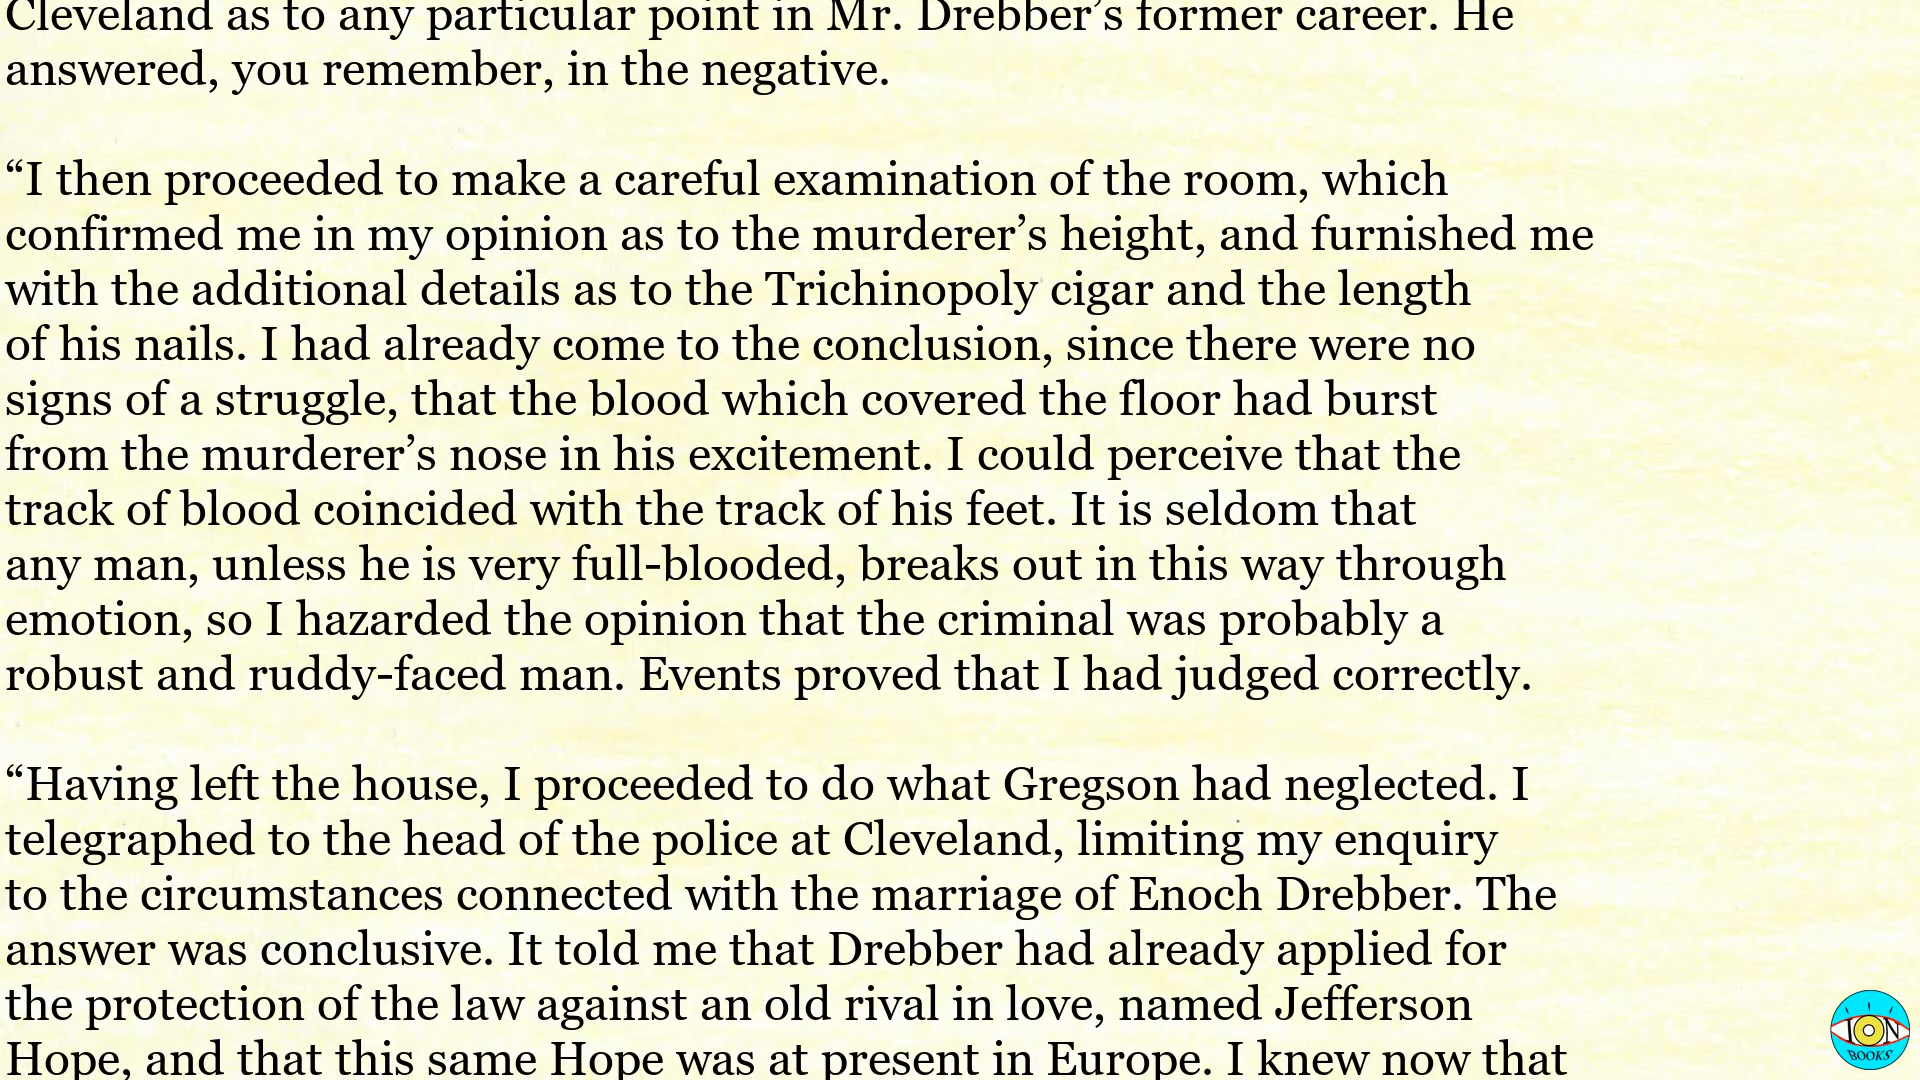 Cleveland as to any particular point in Mr. Drebber’s former career. He
answered, you remember, in the negative.
“I then proceeded to make a careful examination of the room, which
confirmed me in my opinion as to the murderer’s height, and furnished me
with the additional details as to the Trichinopoly cigar and the length
of his nails. I had already come to the conclusion, since there were no
signs of a struggle, that the blood which covered the floor had burst
from the murderer’s nose in his excitement. I could perceive that the
track of blood coincided with the track of his feet. It is seldom that
any man, unless he is very full-blooded, breaks out in this way through
emotion, so I hazarded the opinion that the criminal was probably a
robust and ruddy-faced man. Events proved that I had judged correctly.
“Having left the house, I proceeded to do what Gregson had neglected. I
telegraphed to the head of the police at Cleveland, limiting my enquiry
to the circumstances connected with the marriage of Enoch Drebber. The
answer was conclusive. It told me that Drebber had already applied for
the protection of the law against an old rival in love, named Jefferson
Hope, and that this same Hope was at present in Europe. I knew now that
ION
BOOKS